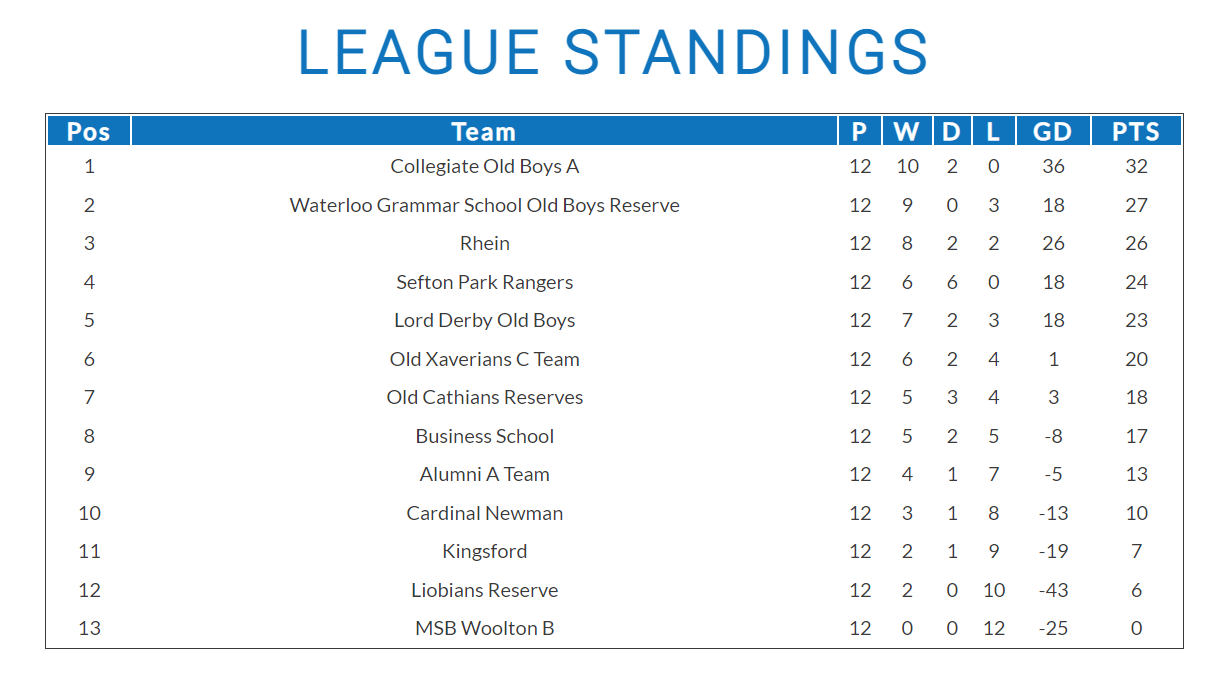 LEAGUE STANDINGS
Pos Team P W D L GD PTS
1 Collegiate Old Boys A 12 10 2 0 36 32
2 Waterloo Grammar School Old Boys Reserve 12 9 0 3 18 27
3 Rhein 12 8 2 2 26 26
4 Sefton Park Rangers 12 6 6 0 18 24
5 Lord Derby Old Boys 12 7 2 3 18 23
6 Old Xaverians C Team 12 6 2 4 1 20
7 Old Cathians Reserves 12 5 3 4 3 18
8 Business School 12 5 2 5 -8 17
9 Alumni A Team 12 4 1 7 -5 13
10 Cardinal Newman 12 3 1 8 -13 10
11 Kingsford 12 2 1 9 -19 7
12 Liobians Reserve 12 2 0 10 -43 6
13 MSB Woolton B 12 0 0 12 -25 0